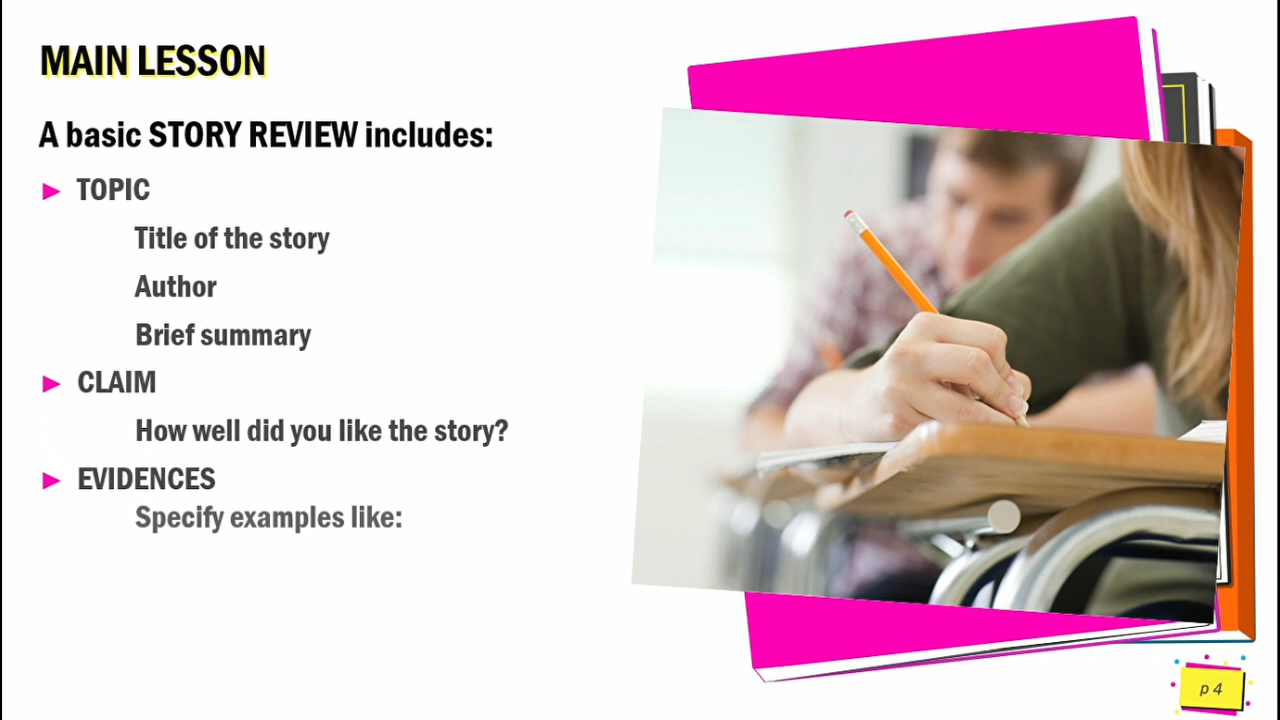 MAIN LESSON
A basic STORY REVIEW includes:
► TOPIC
Title of the story
Author
Brief summary
► CLAIM
How well did you like the story?
► EVIDENCES
Specify examples like:
p 4